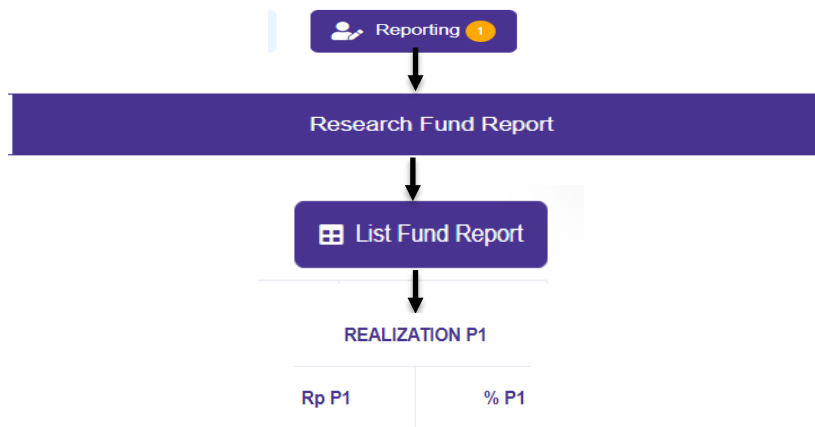 Reporting 1
Research Fund Report
List Fund Report
REALIZATION P1
Rp P1 % P1